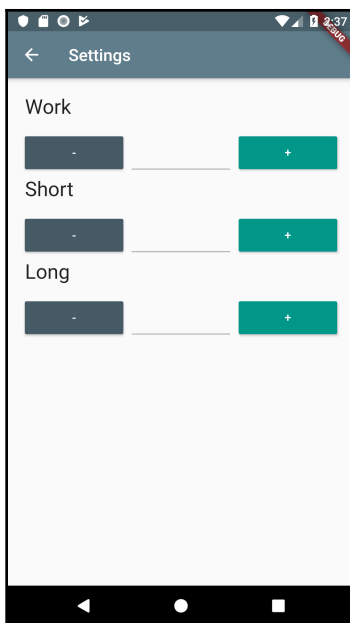 2:37
DEBUG
Settings
Work
- +
Short
- +
Long
- +